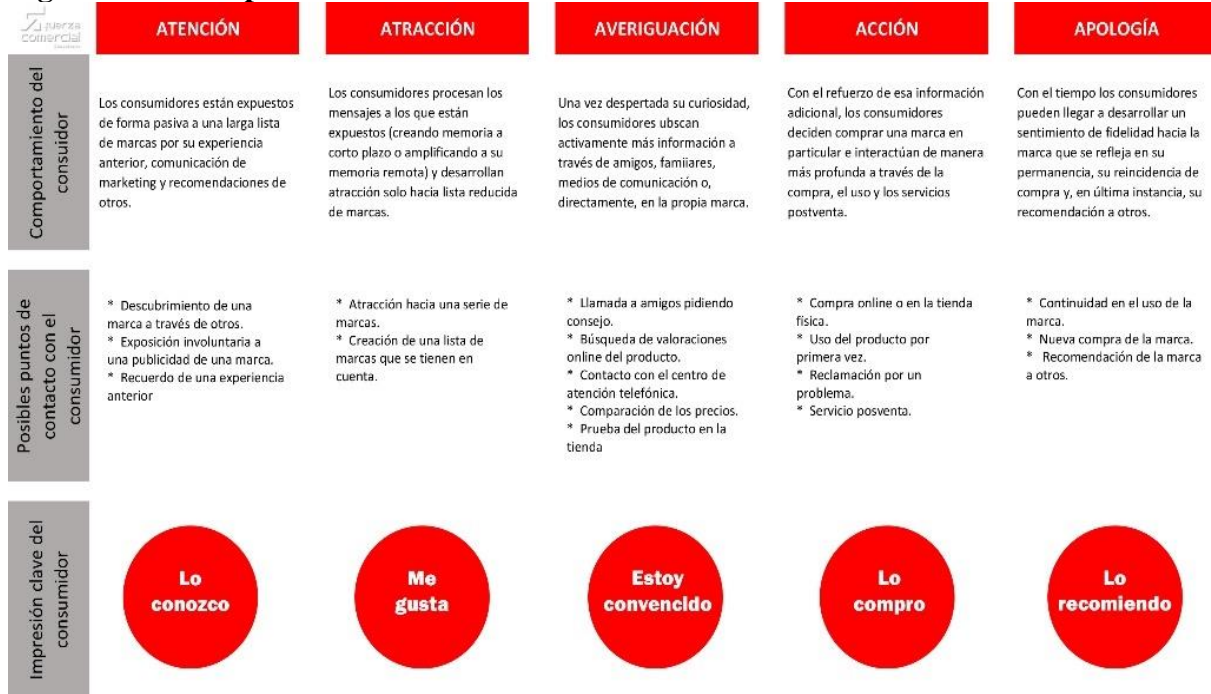 fuerza
comercial
ATENCIÓN
ATRACCIÓN
AVERIGUACIÓN
ACCIÓN
APOLOGÍA
Comportamiento del
consuidor
Los consumidores están expuestos
de forma pasiva a una larga lista
de marcas por su experiencia
anterior, comunicación de
marketing y recomendaciones de
otros.
Los consumidores procesan los
mensajes a los que están
expuestos (creando memoria a
corto plazo o amplificando a su
memoria remota) y desarrollan
atracción solo hacia lista reducida
de marcas.
Una vez despertada su curiosidad,
los consumidores ubscan
activamente más información a
través de amigos, famiiares,
medios de comunicación o,
directamente, en la propia marca.
Con el refuerzo de esa información
adicional, los consumidores
deciden comprar una marca en
particular e interactúan de manera
más profunda a través de la
compra, el uso y los servicios
postventa.
Con el tiempo los consumidores
pueden llegar a desarrollar un
sentimiento de fidelidad hacia la
marca que se refleja en su
permanencia, su reincidencia de
compra y, en última instancia, su
recomendación a otros.
Posibles puntos de
contacto con el
consumidor
* Descubrimiento de una
marca a través de otros.
* Exposición involuntaria a
una publicidad de una marca.
* Recuerdo de una experiencia
anterior
* Atracción hacia una serie de
marcas.
* Creación de una lista de
marcas que se tienen en
cuenta.
* Llamada a amigos pidiendo
consejo.
* Búsqueda de valoraciones
online del producto.
* Contacto con el centro de
atención telefónica.
* Comparación de los precios.
* Prueba del producto en la
tienda
* Compra online o en la tienda
física.
* Uso del producto por
primera vez.
* Reclamación por un
problema.
* Servicio posventa.
* Continuidad en el uso de la
marca.
* Nueva compra de la marca.
* Recomendación de la marca
a otros.
Impresión clave del
consumidor
Lo
conozco
Me
gusta
Estoy
convencido
Lo
compro
Lo
recomiendo